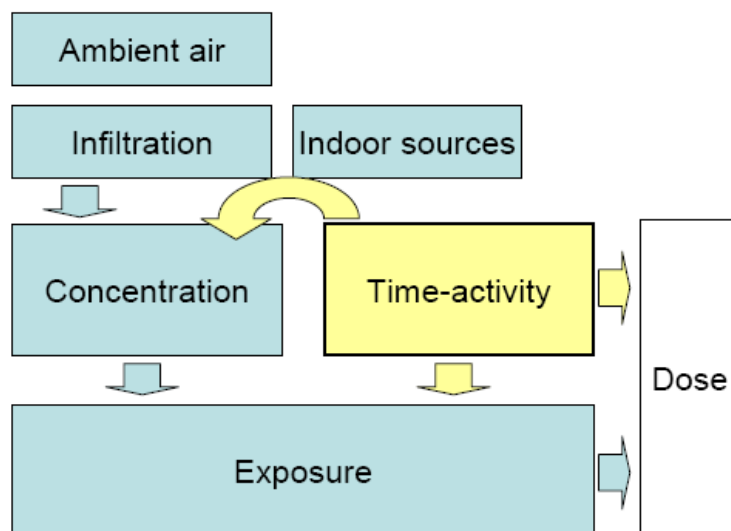 Ambient air
Infiltration
Indoor sources
Concentration
Time-activity
Dose
Exposure